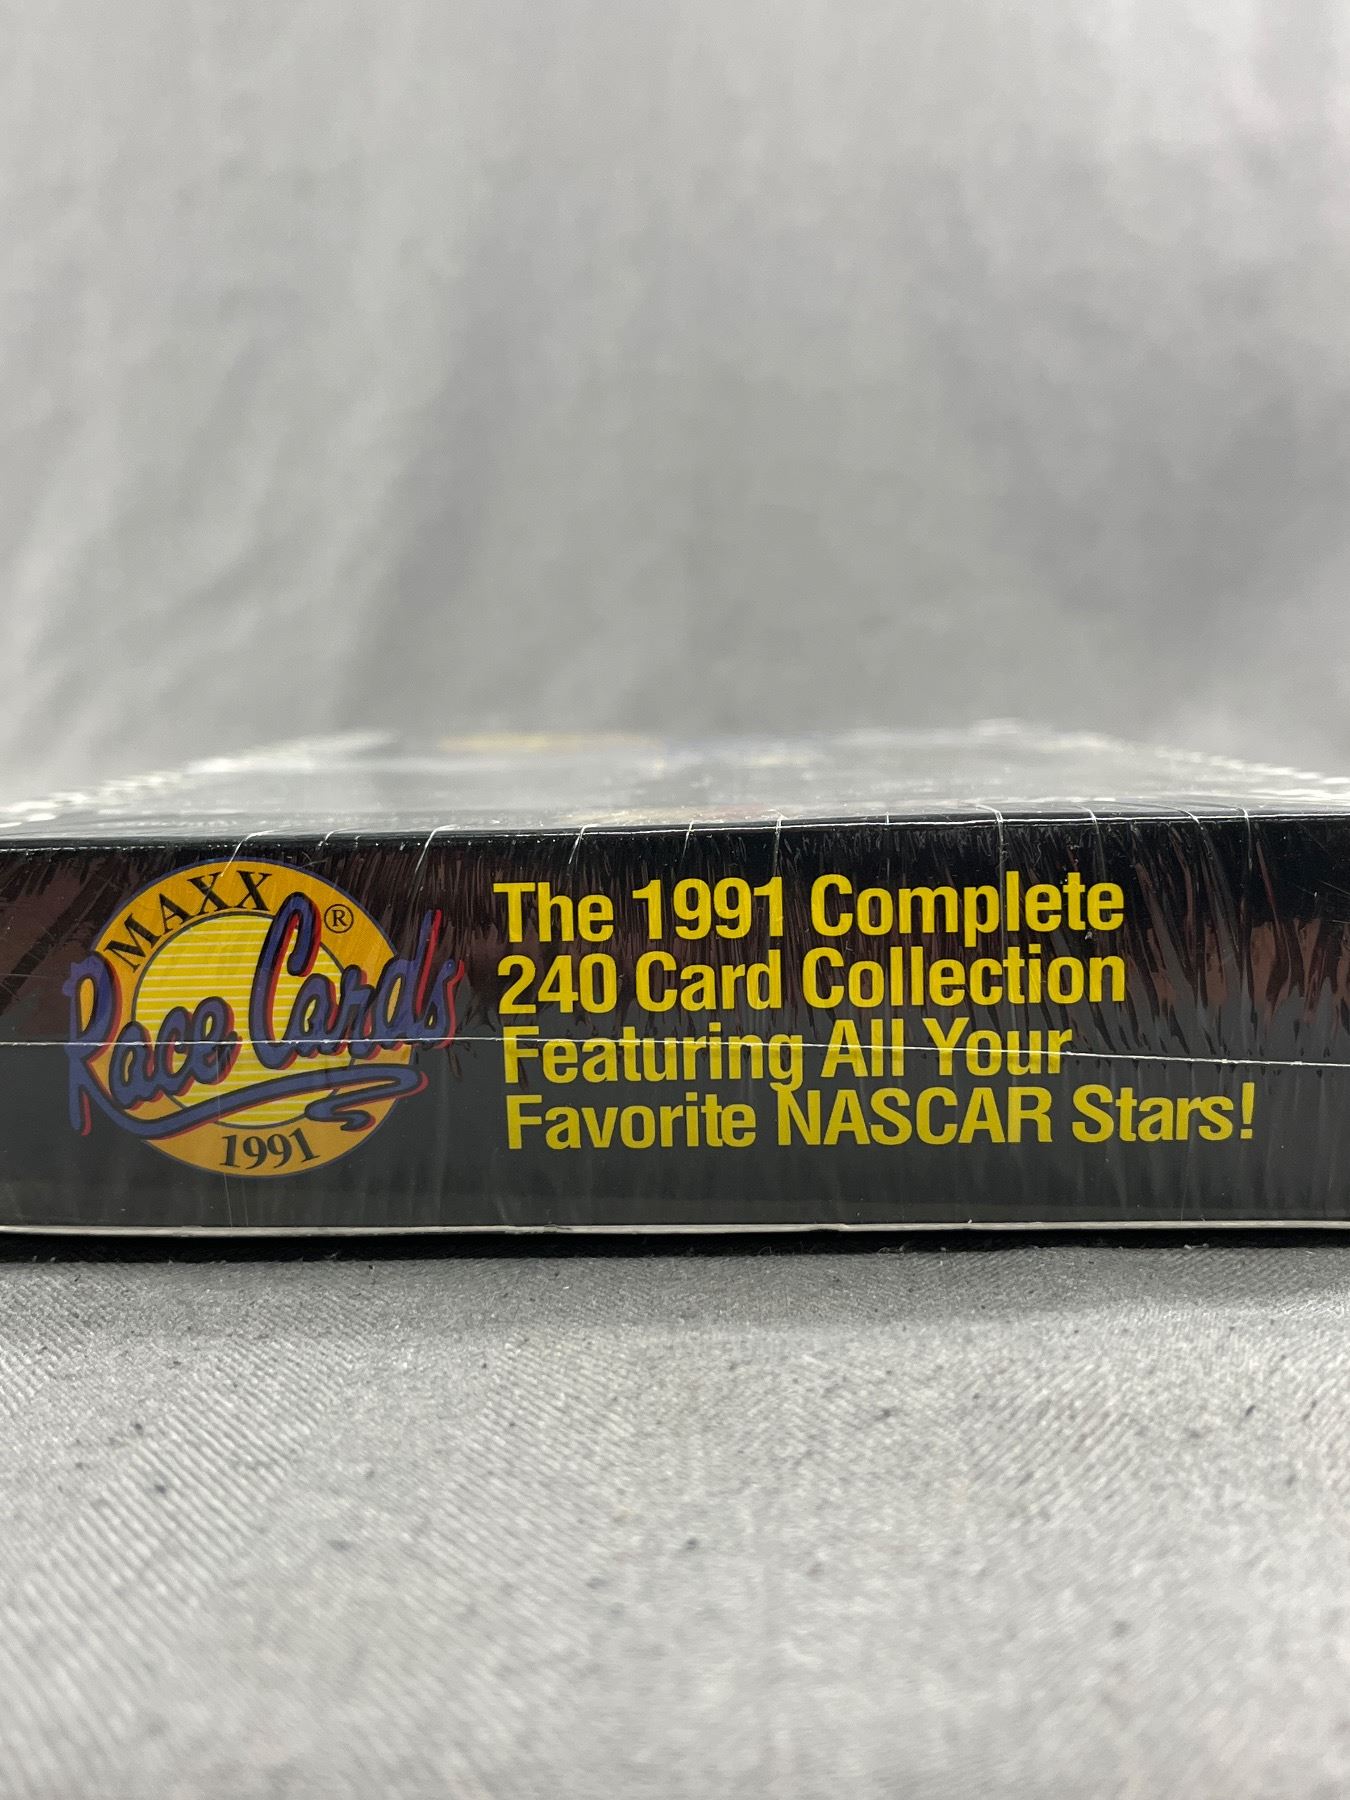 MAXX ®
Race Cards
1991
The 1991 Complete
240 Card Collection
Featuring All Your
Favorite NASCAR Stars!